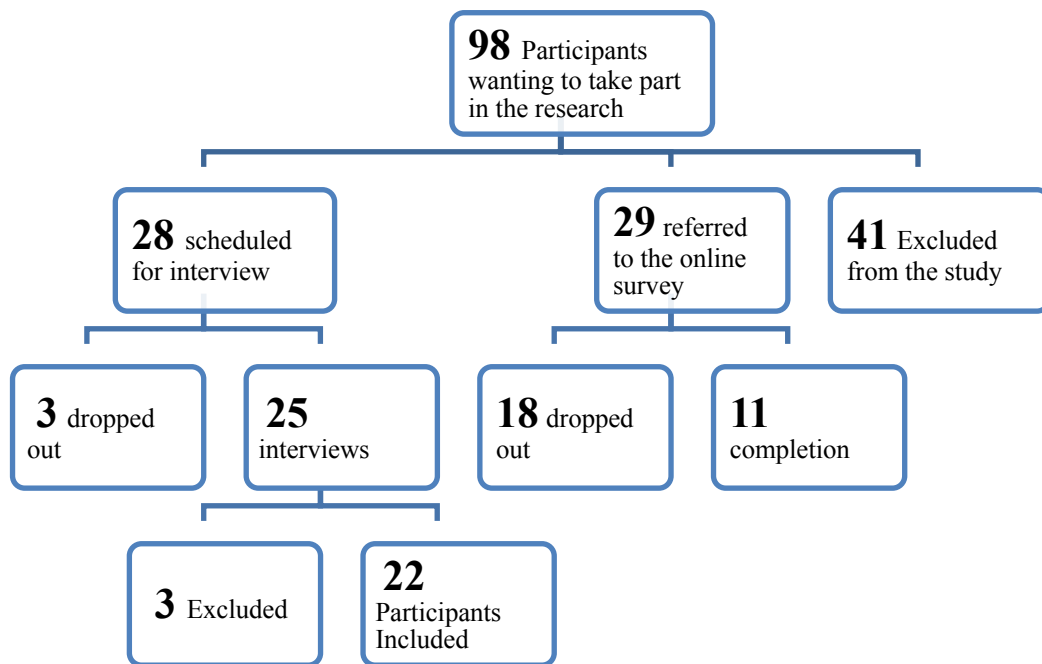 98 Participants
wanting to take part
in the research
28 scheduled
for interview
29 referred
to the online
survey
41 Excluded
from the study
3 dropped
out
25
interviews
18 dropped
out
11
completion
3 Excluded
22
Participants
Included